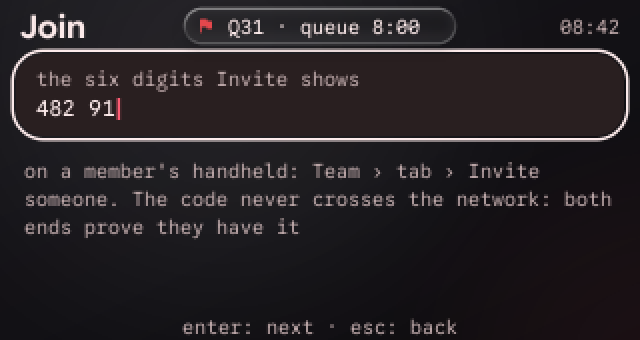 Join
Q31 · queue 8:00
08:42
the six digits Invite shows
482 91
on a member's handheld: Team › tab › Invite
someone. The code never crosses the network: both
ends prove they have it
enter: next · esc: back